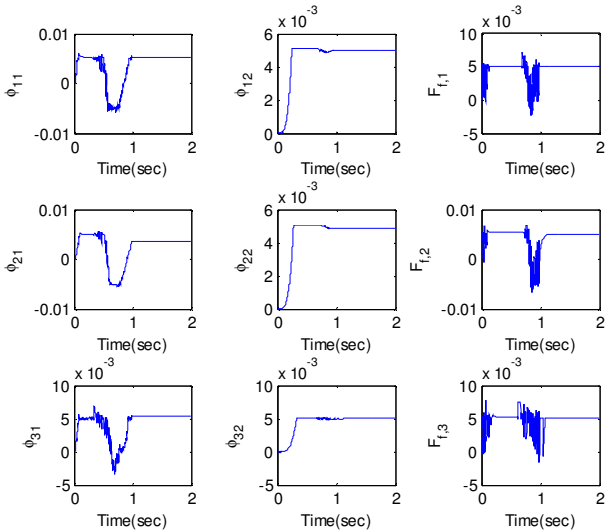 x 10^-3
0.01
0
-0.01
ϕ11
0 1 2
Time(sec)
6
4
2
0
ϕ12
0 1 2
Time(sec)
x 10^-3
10
5
0
-5
Ff,1
0 1 2
Time(sec)
0.01
0
-0.01
ϕ21
0 1 2
Time(sec)
x 10^-3
6
4
2
0
ϕ22
0 1 2
Time(sec)
0.01
0
-0.01
Ff,2
0 1 2
Time(sec)
x 10^-3
10
5
0
-5
ϕ31
0 1 2
Time(sec)
x 10^-3
10
5
0
-5
ϕ32
0 1 2
Time(sec)
x 10^-3
10
5
0
-5
Ff,3
0 1 2
Time(sec)